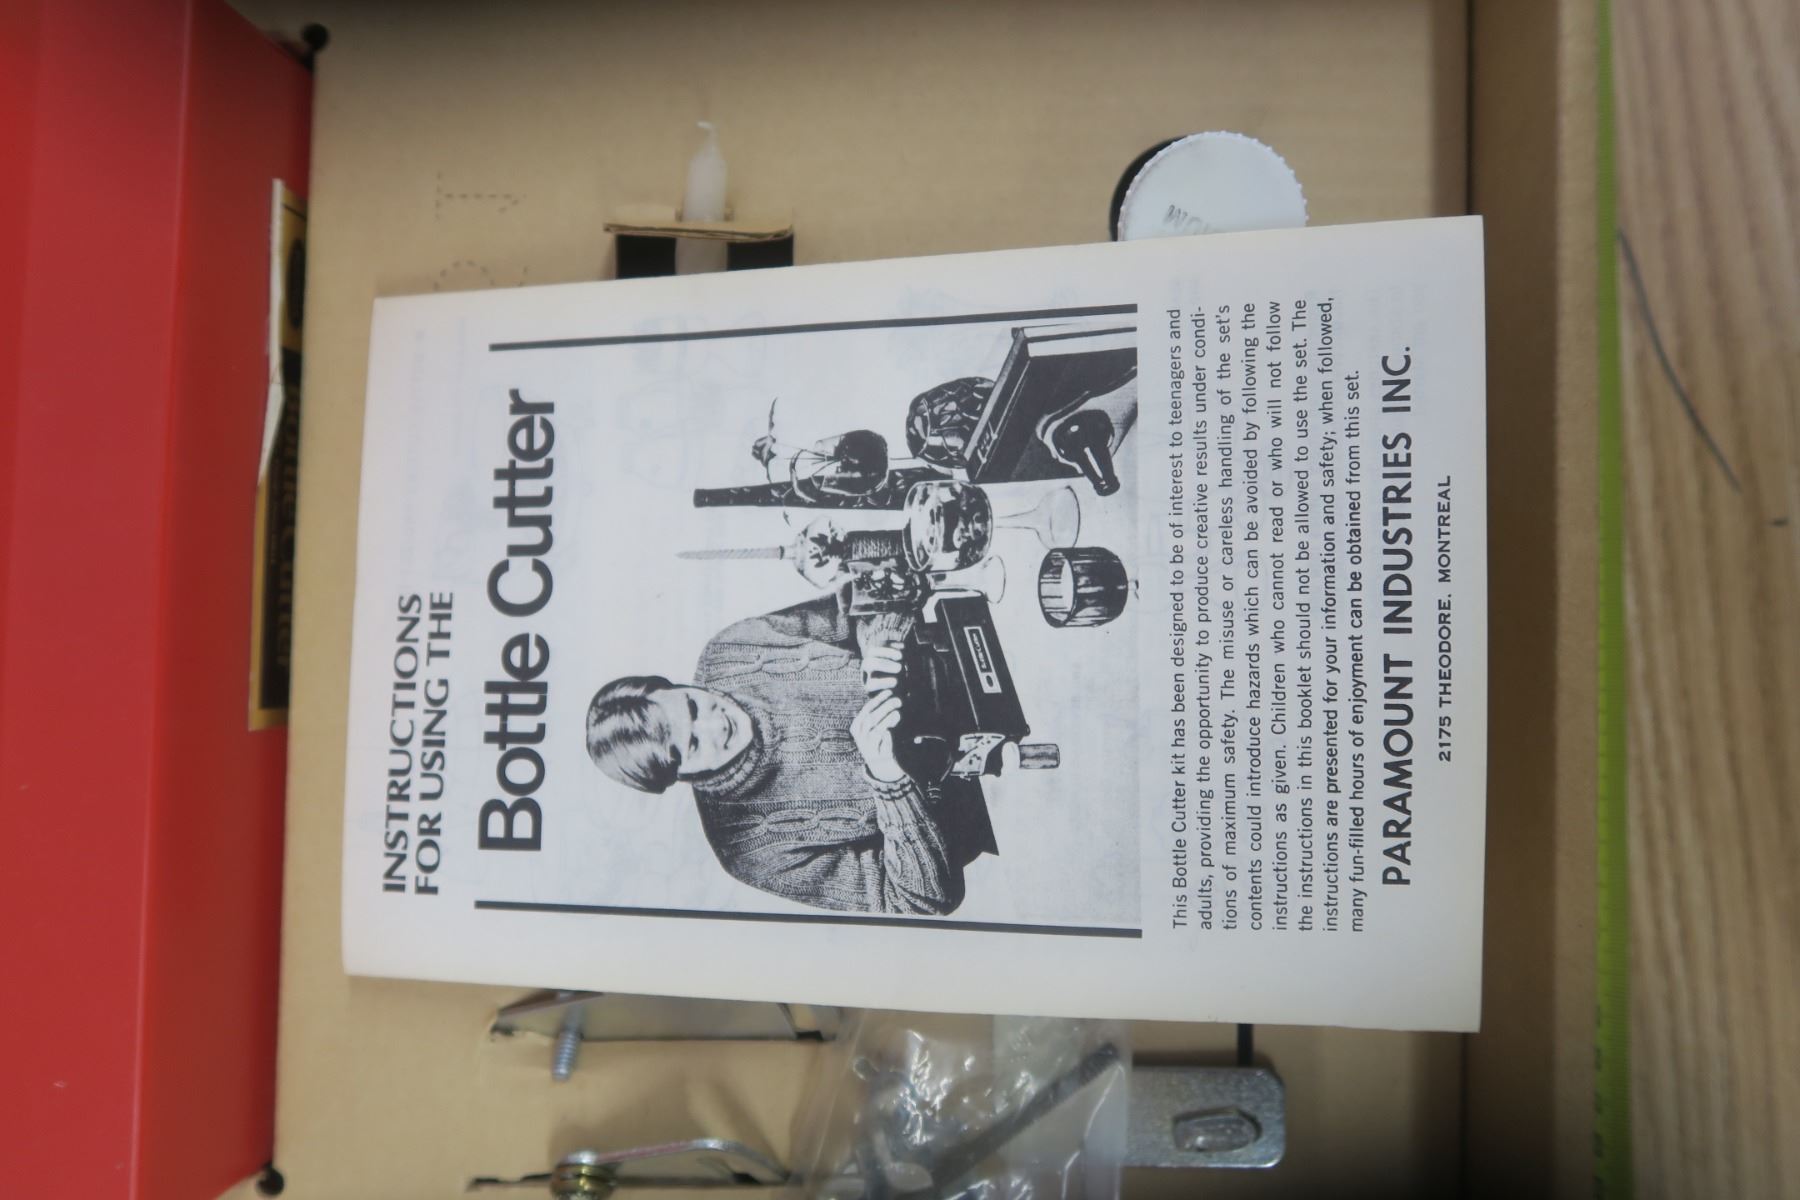 INSTRUCTIONS
FOR USING THE
Bottle Cutter
This Bottle Cutter kit has been designed to be of interest to teenagers and
adults, providing the opportunity to produce creative results under condi-
tions of maximum safety. The misuse or careless handling of the set's
contents could introduce hazards which can be avoided by following the
instructions as given. Children who cannot read or who will not follow
the instructions in this booklet should not be allowed to use the set. The
instructions are presented for your information and safety; when followed,
many fun-filled hours of enjoyment can be obtained from this set.
PARAMOUNT INDUSTRIES INC.
2175 THEODORE. MONTREAL